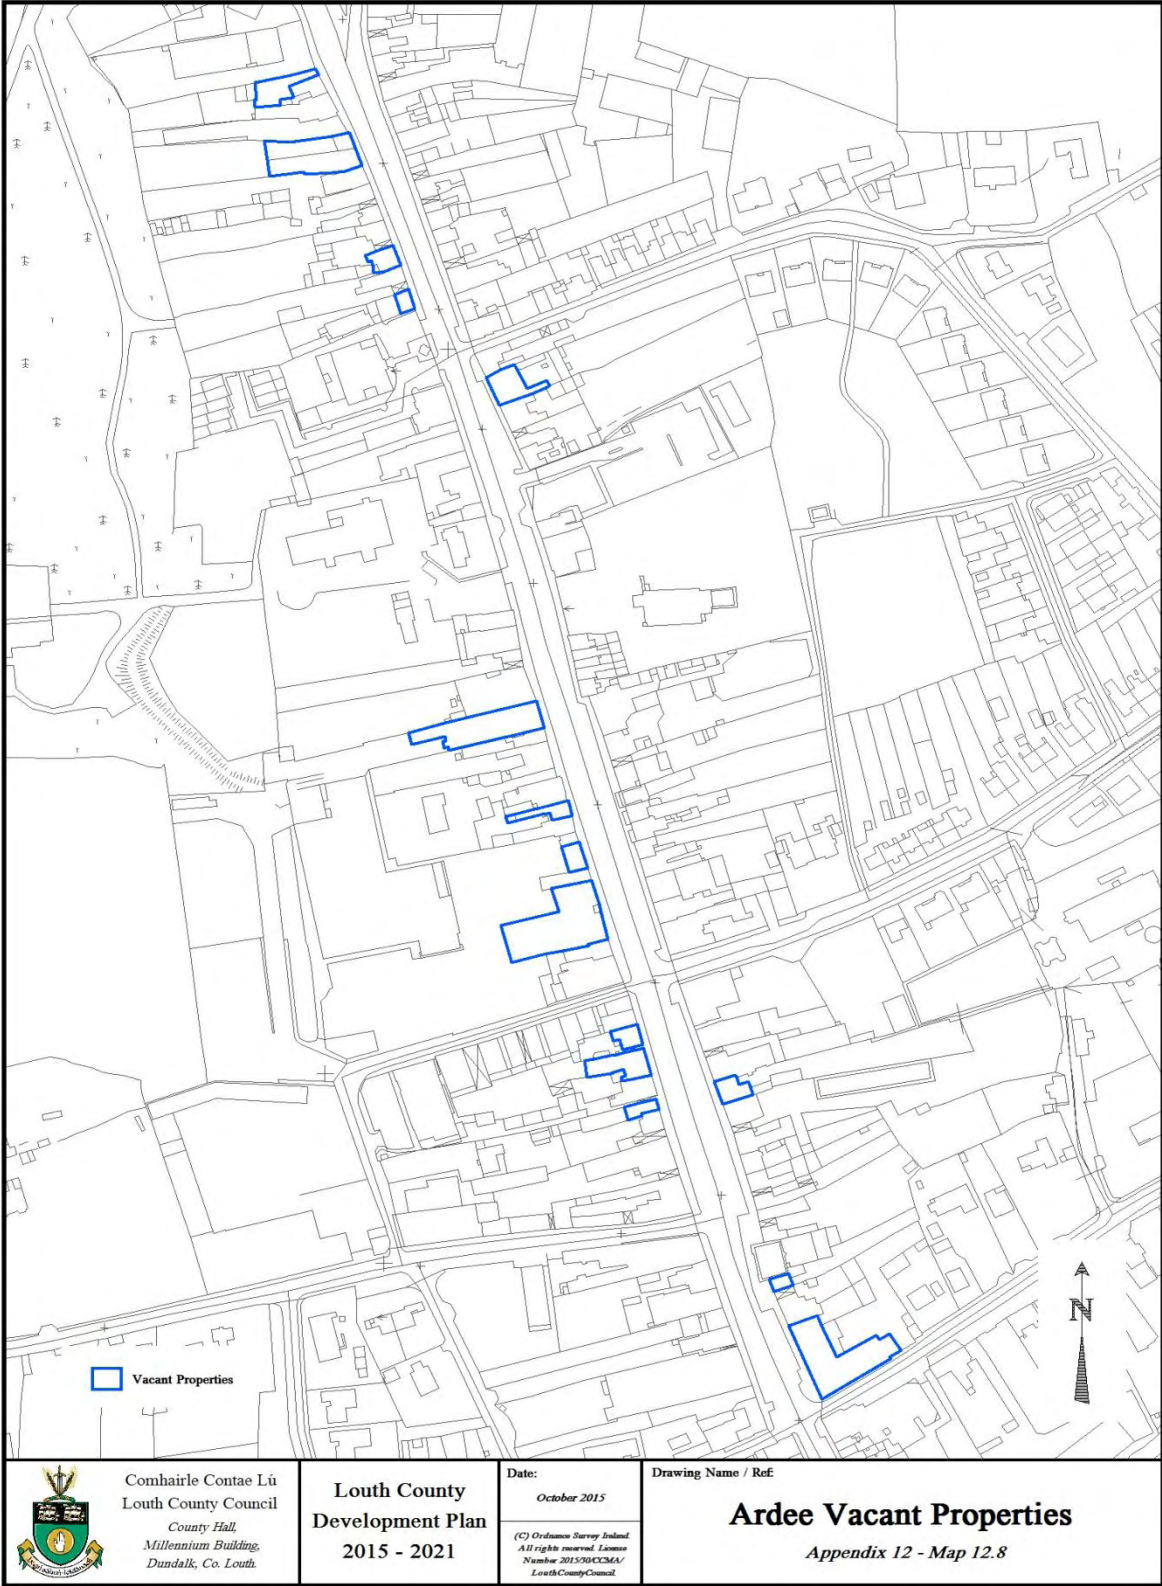 N
Vacant Properties
Comhairle Contae Lú
Louth County Council
County Hall,
Millennium Building,
Dundalk, Co. Louth.
Louth County
Development Plan
2015 - 2021
Date:
October 2015
(C) Ordnance Survey Ireland.
All rights reserved. License
Number 2015/30/CCMA/
LouthCountyCouncil
Drawing Name / Ref:
Ardee Vacant Properties
Appendix 12 - Map 12.8